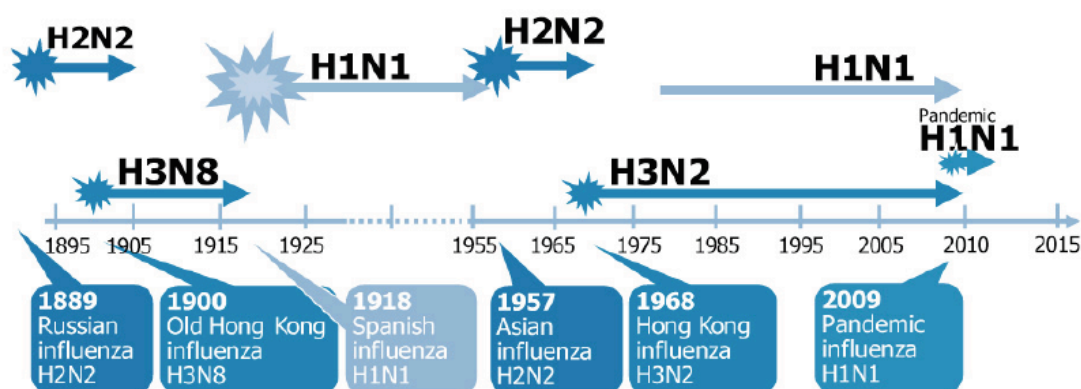 H2N2
H1N1
H2N2
H1N1
Pandemic
H1N1
H3N8
H3N2
1895 1905 1915 1925 1955 1965 1975 1985 1995 2005 2010 2015
1889
Russian
influenza
H2N2
1900
Old Hong Kong
influenza
H3N8
1918
Spanish
influenza
H1N1
1957
Asian
influenza
H2N2
1968
Hong Kong
influenza
H3N2
2009
Pandemic
influenza
H1N1